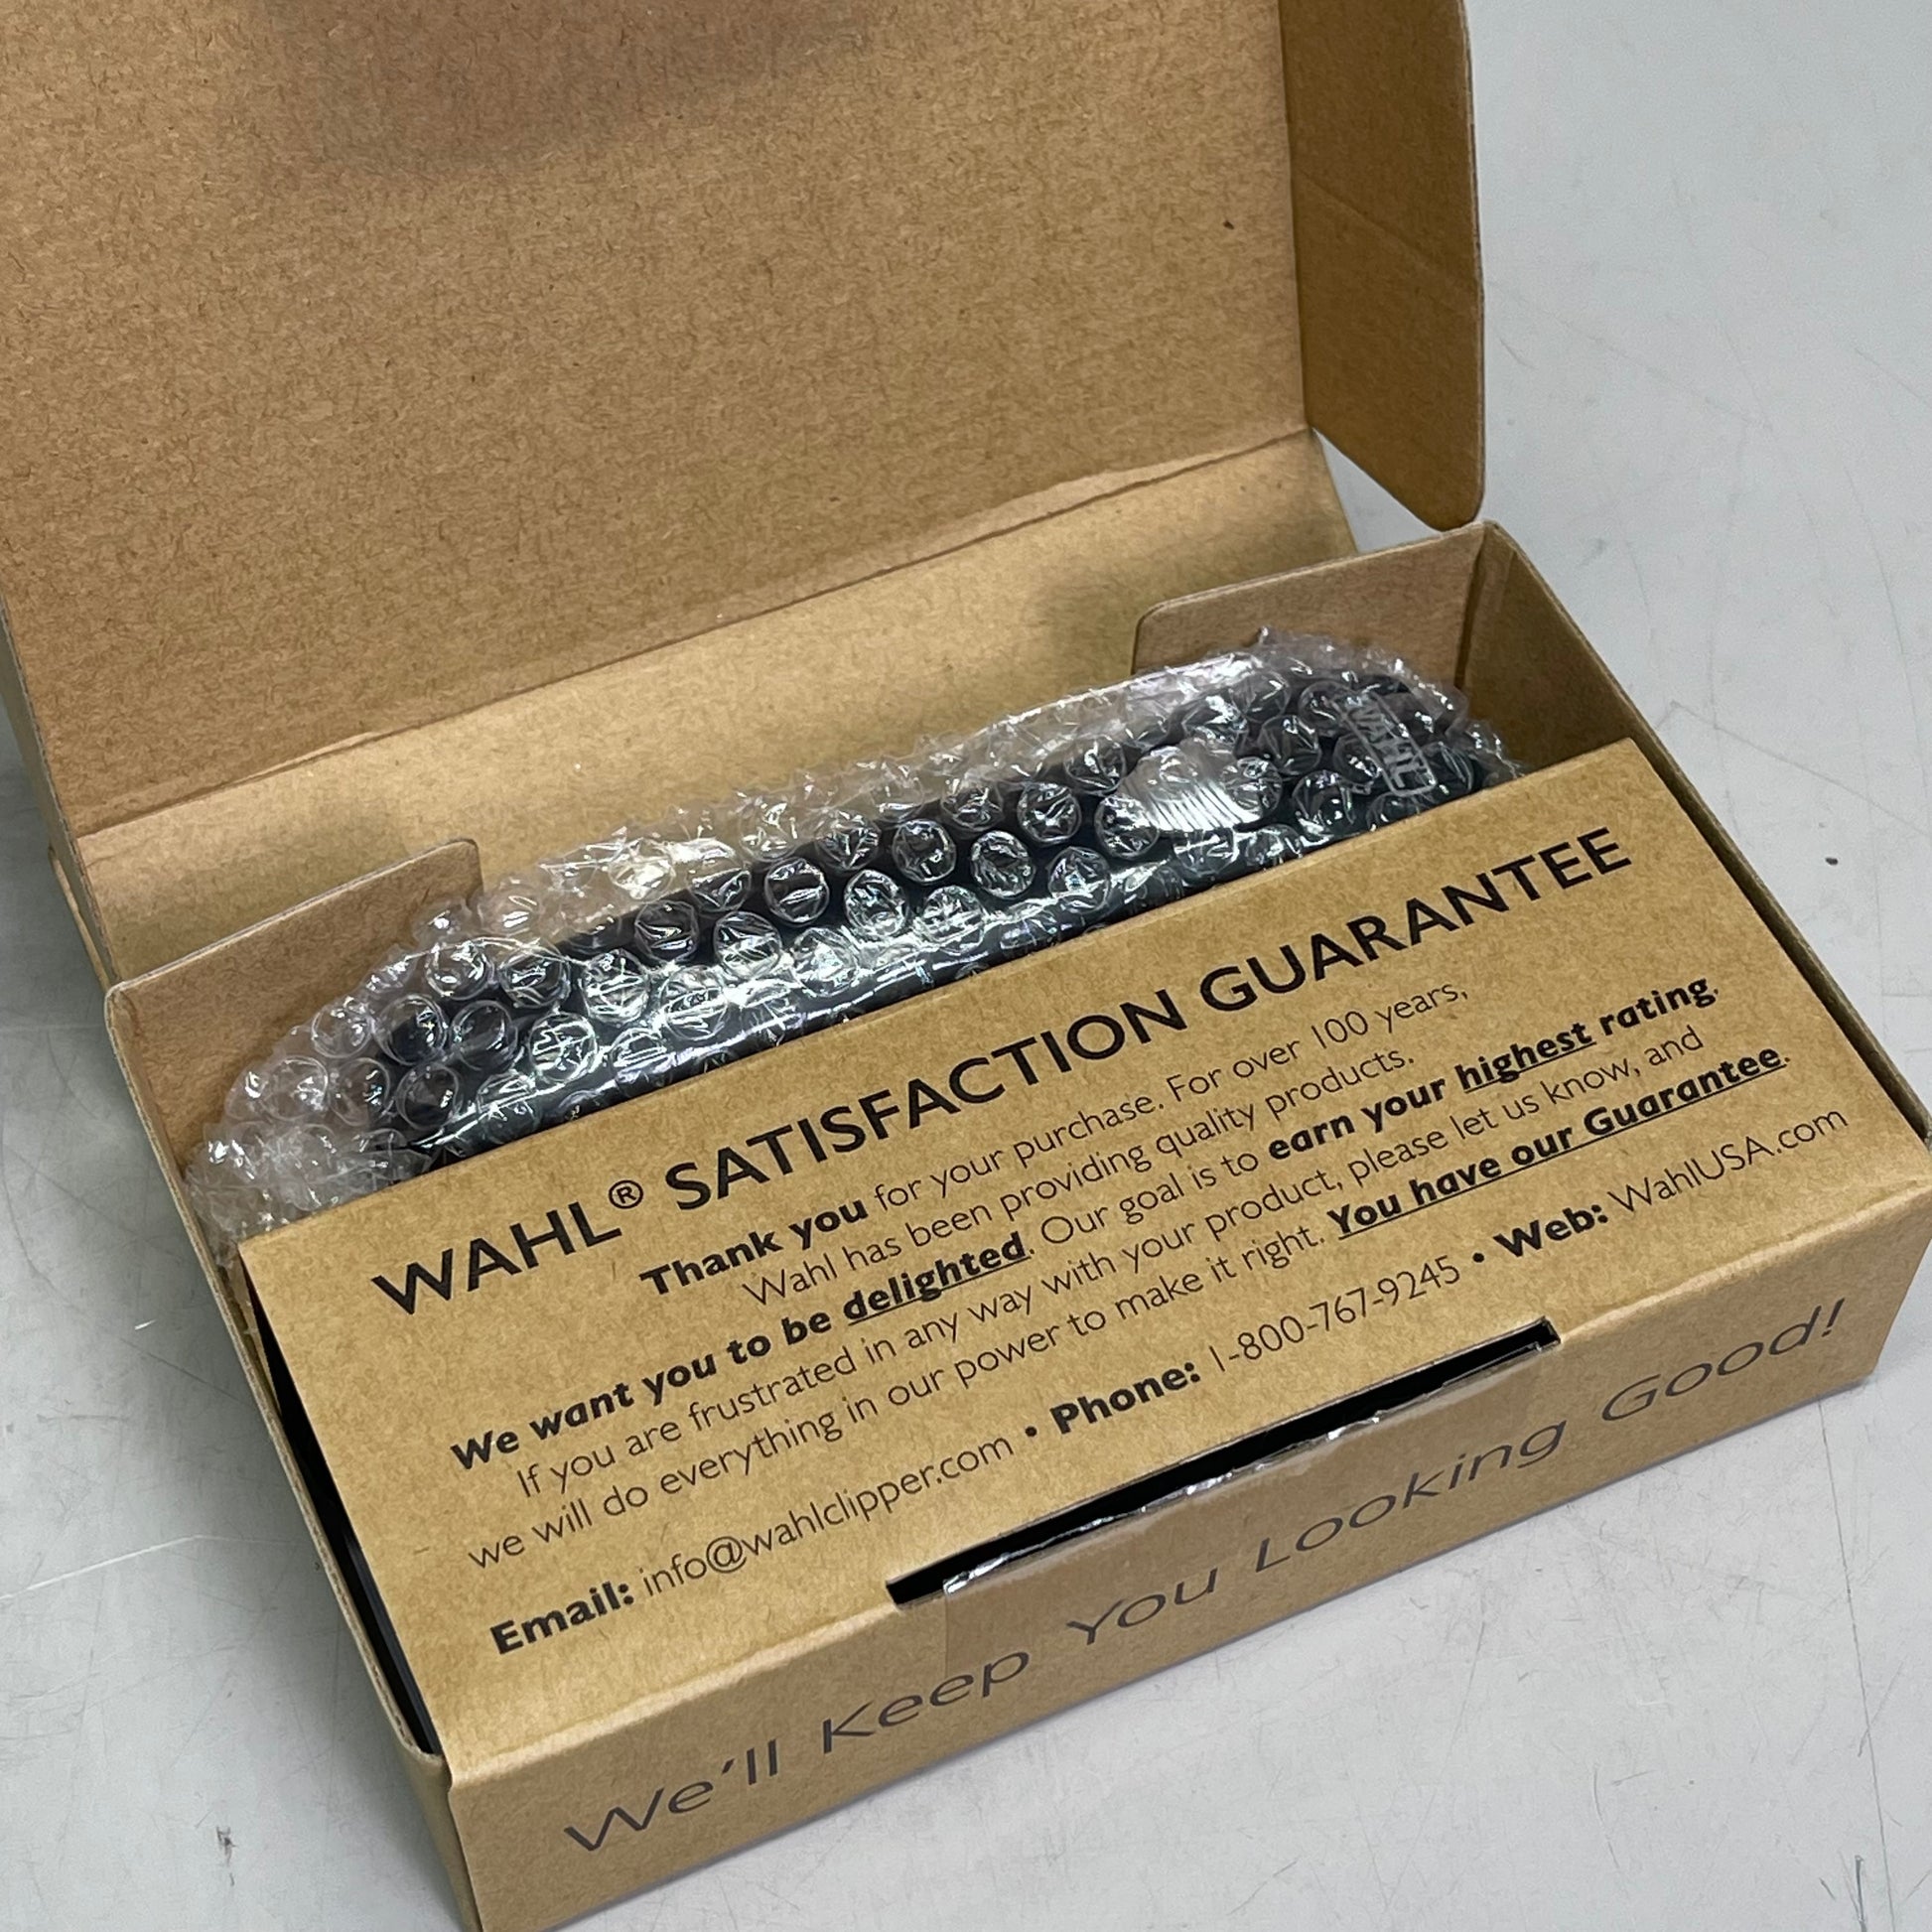 WAHL
WAHL® SATISFACTION GUARANTEE
Thank you for your purchase. For over 100 years,
Wahl has been providing quality products.
We want you to be delighted. Our goal is to earn your highest rating.
If you are frustrated in any way with your product, please let us know, and
we will do everything in our power to make it right. You have our Guarantee.
Email: info@wahlclipper.com • Phone: 1-800-767-9245 • Web: WahlUSA.com
We'll Keep You Looking Good!